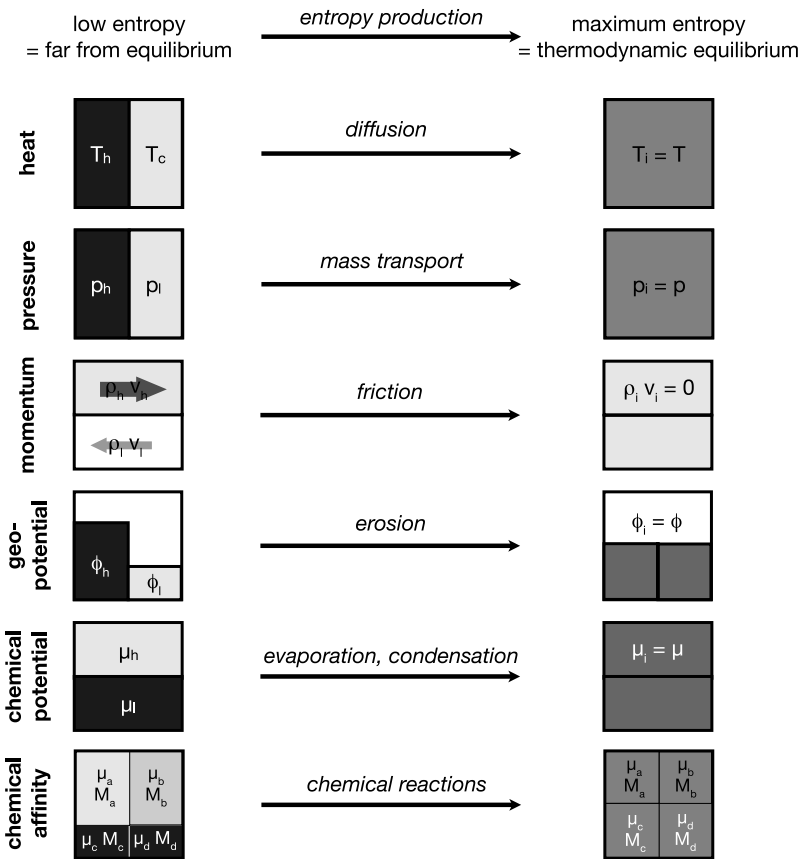 low entropy
= far from equilibrium
entropy production
maximum entropy
= thermodynamic equilibrium
heat
Th
Tc
diffusion
Ti = T
pressure
ph
pl
mass transport
pi = p
momentum
ρh vh
ρl vl
friction
ρi vi = 0
geo-
potential
ϕh
ϕl
erosion
ϕi = ϕ
chemical
potential
μh
μl
evaporation, condensation
μi = μ
chemical
affinity
μa
Ma
μb
Mb
μc Mc
μd Md
chemical reactions
μa
Ma
μb
Mb
μc
Mc
μd
Md